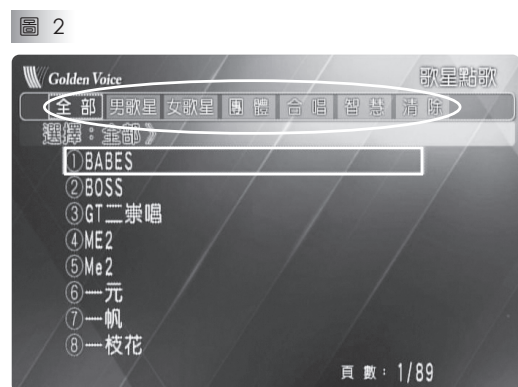 圖 2
Golden Voice
歌星點歌
全部 男歌星 女歌星 團體 合唱 智慧 清除
選擇：全部》
①BABES
②BOSS
③GT二崇唱
④ME2
⑤Me2
⑥一元
⑦一帆
⑧一枝花
頁數：1/89